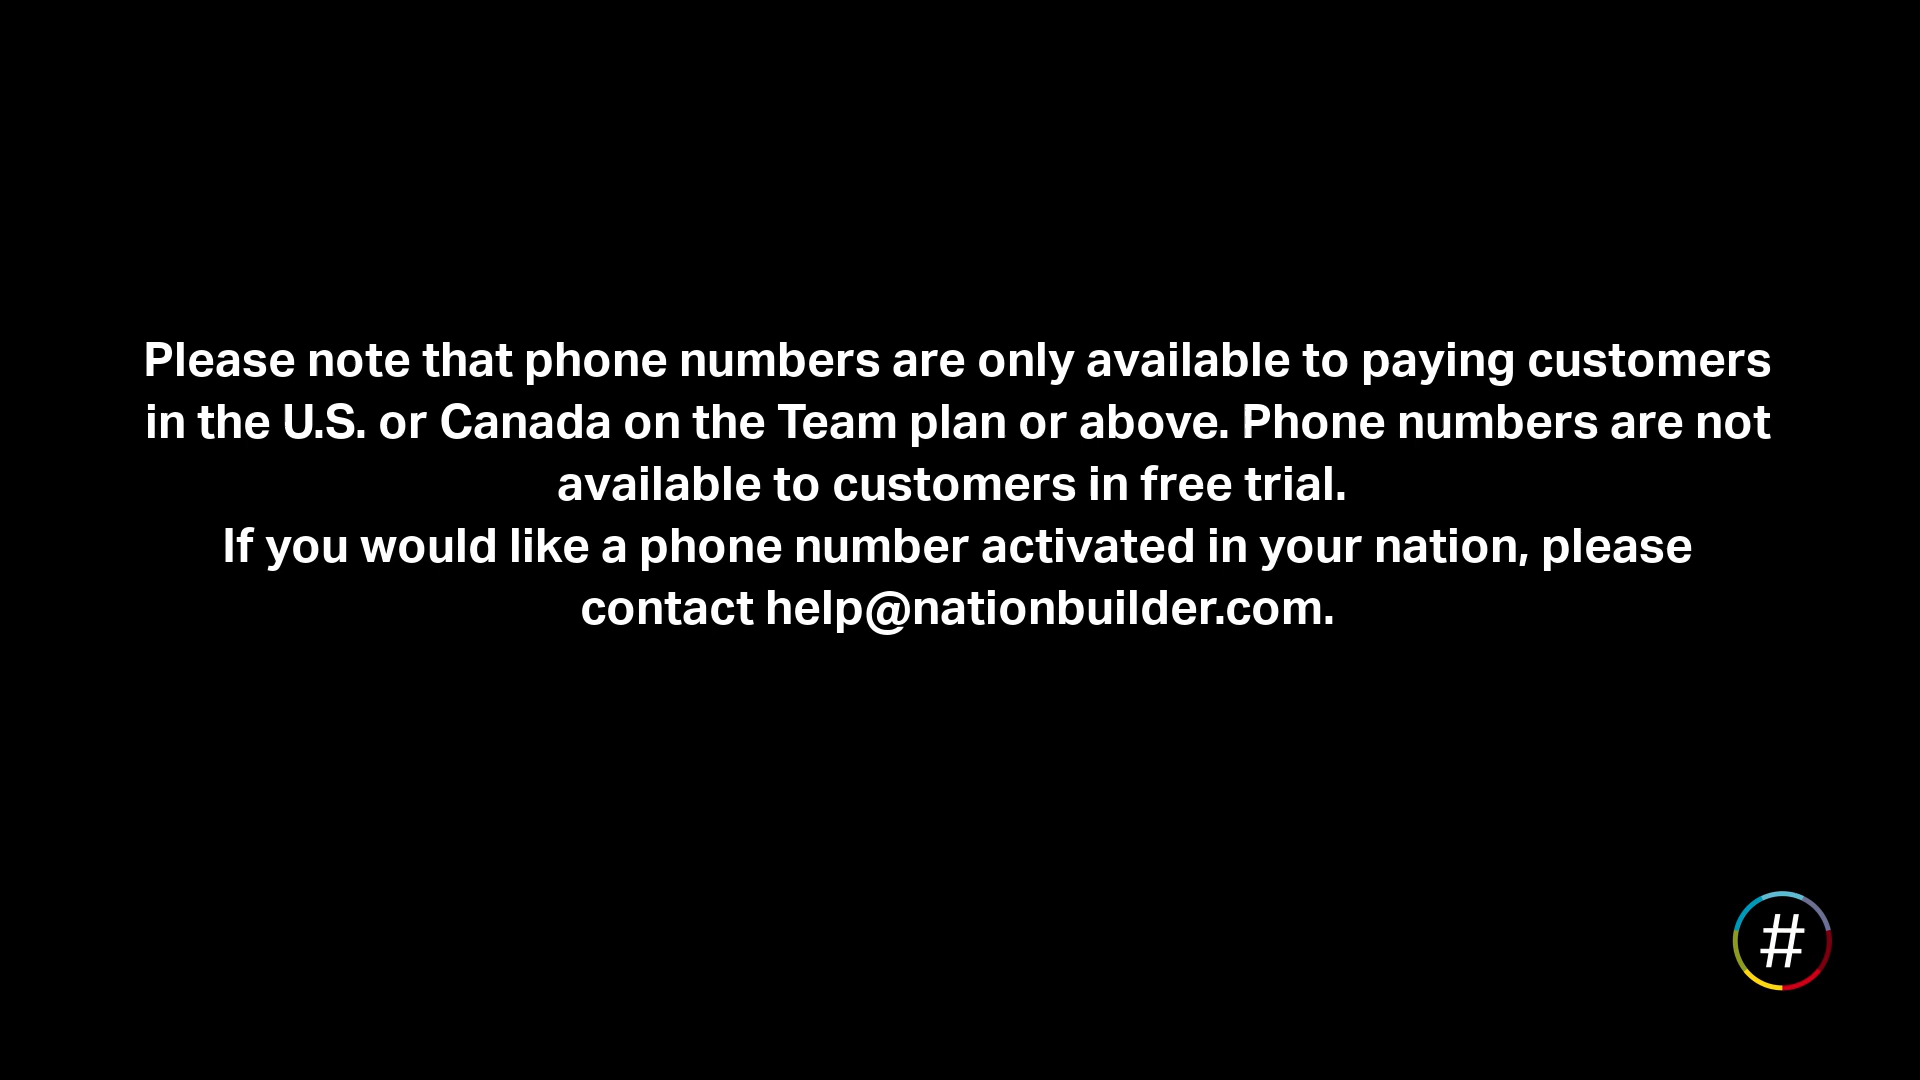 Please note that phone numbers are only available to paying customers
in the U.S. or Canada on the Team plan or above. Phone numbers are not
available to customers in free trial.
If you would like a phone number activated in your nation, please
contact help@nationbuilder.com.
#